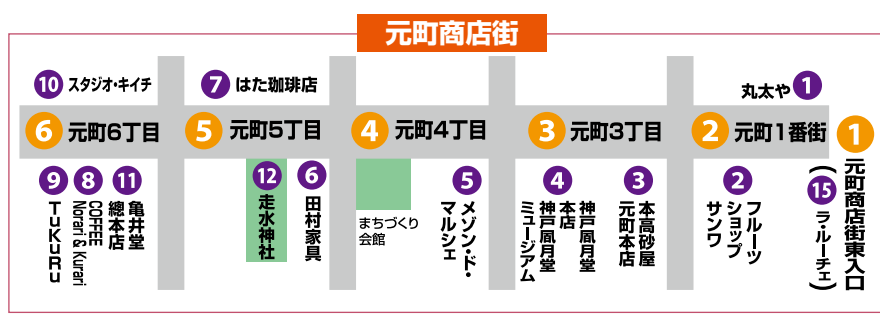 元町商店街
10 スタジオ・キイチ
7 はた珈琲店
丸太や 1
6 元町6丁目
5 元町5丁目
4 元町4丁目
3 元町3丁目
2 元町1番街
1
元町商店街東入口
(15 ラ・ルーチェ)
9
TuKuRu
8
COFFEE
Norari & Kurari
11
亀井堂
總本店
12
走水神社
6
田村家具
まちづくり
会館
5
メゾン・ド・
マルシェ
4
神戸風月堂
本店
神戸風月堂
ミュージアム
3
本高砂屋
元町本店
2
フルーツ
ショップ
サンワ